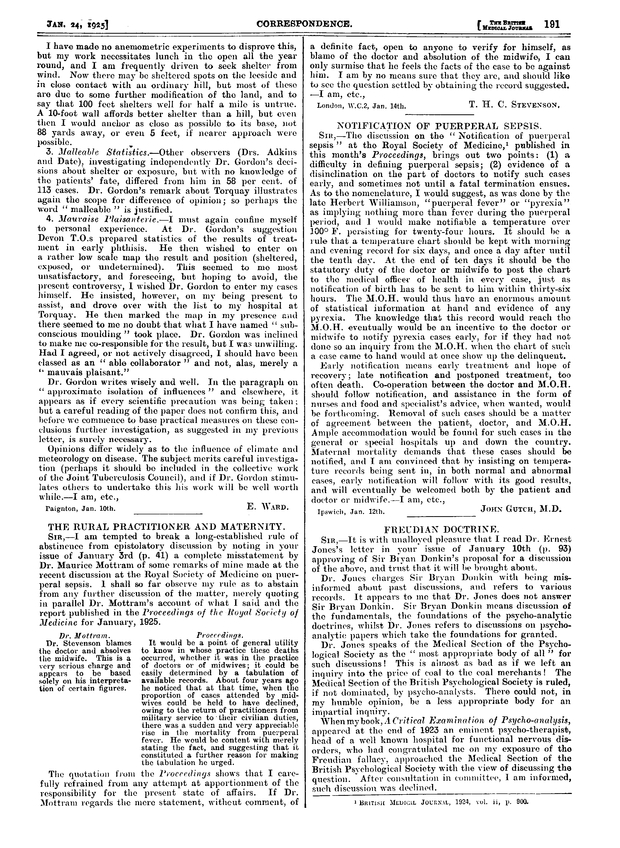 JAN. 24, 1925]
CORRESPONDENCE.
[ THE BRITISH MEDICAL JOURNAL 191
I have made no anemometric experiments to disprove this,
but my work necessitates lunch in the open all the year
round, and I am frequently driven to seek shelter from
wind. Now there may be sheltered spots on the leeside and
in close contact with an ordinary hill, but most of these
are due to some further modification of the land, and to
say that 100 feet shelters well for half a mile is untrue.
A 10-foot wall affords better shelter than a hill, but even
then I would anchor as close as possible to its base, not
88 yards away, or even 5 feet, if nearer approach were
possible.
3. Malleable Statistics.—Other observers (Drs. Adkins
and Date), investigating independently Dr. Gordon's deci-
sions about shelter or exposure, but with no knowledge of
the patients' fate, differed from him in 58 per cent. of
113 cases. Dr. Gordon's remark about Torquay illustrates
again the scope for difference of opinion; so perhaps the
word " malleable " is justified.
4. Mauvaise Plaisanterie.—I must again confine myself
to personal experience. At Dr. Gordon's suggestion
Devon T.O.s prepared statistics of the results of treat-
ment in early phthisis. He then wished to enter on
a rather low scale map the result and position (sheltered,
exposed, or undetermined). This seemed to me most
unsatisfactory, and foreseeing, but hoping to avoid, the
present controversy, I wished Dr. Gordon to enter my cases
himself. He insisted, however, on my being present to
assist, and drove over with the list to my hospital at
Torquay. He then marked the map in my presence and
there seemed to me no doubt that what I have named " sub-
conscious moulding " took place. Dr. Gordon was inclined
to make me co-responsible for the result, but I was unwilling.
Had I agreed, or not actively disagreed, I should have been
classed as an " able collaborator " and not, alas, merely a
" mauvais plaisant."
Dr. Gordon writes wisely and well. In the paragraph on
" approximate isolation of influences " and elsewhere, it
appears as if every scientific precaution was being taken;
but a careful reading of the paper does not confirm this, and
before we commence to base practical measures on these con-
clusions further investigation, as suggested in my previous
letter, is surely necessary.
Opinions differ widely as to the influence of climate and
meteorology on disease. The subject merits careful investiga-
tion (perhaps it should be included in the collective work
of the Joint Tuberculosis Council), and if Dr. Gordon stimu-
lates others to undertake this his work will be well worth
while.—I am, etc.,
Paignton, Jan. 10th. E. WARD.
THE RURAL PRACTITIONER AND MATERNITY.
SIR,—I am tempted to break a long-established rule of
abstinence from epistolatory discussion by noting in your
issue of January 3rd (p. 41) a complete misstatement by
Dr. Maurice Mottram of some remarks of mine made at the
recent discussion at the Royal Society of Medicine on puer-
peral sepsis. I shall so far observe my rule as to abstain
from any further discussion of the matter, merely quoting
in parallel Dr. Mottram's account of what I said and the
report published in the Proceedings of the Royal Society of
Medicine for January, 1925.
Dr. Mottram.
Dr. Stevenson blames
the doctor and absolves
the midwife. This is a
very serious charge and
appears to be based
solely on his interpreta-
tion of certain figures.
Proceedings.
It would be a point of general utility
to know in whose practice these deaths
occurred, whether it was in the practice
of doctors or of midwives; it could be
easily determined by a tabulation of
available records. About four years ago
he noticed that at that time, when the
proportion of cases attended by mid-
wives could be held to have declined,
owing to the return of practitioners from
military service to their civilian duties,
there was a sudden and very appreciable
rise in the mortality from puerperal
fever. He would be content with merely
stating the fact, and suggesting that it
constituted a further reason for making
the tabulation he urged.
The quotation from the Proceedings shows that I care-
fully refrained from any attempt at apportionment of the
responsibility for the present state of affairs. If Dr.
Mottram regards the mere statement, without comment, of
a definite fact, open to anyone to verify for himself, as
blame of the doctor and absolution of the midwife, I can
only surmise that he feels the facts of the case to be against
him. I am by no means sure that they are, and should like
to see the question settled by obtaining the record suggested.
—I am, etc.,
London, W.C.2, Jan. 14th. T. H. C. STEVENSON.
NOTIFICATION OF PUERPERAL SEPSIS.
SIR,—The discussion on the " Notification of puerperal
sepsis " at the Royal Society of Medicine,¹ published in
this month's Proceedings, brings out two points: (1) a
difficulty in defining puerperal sepsis; (2) evidence of a
disinclination on the part of doctors to notify such cases
early, and sometimes not until a fatal termination ensues.
As to the nomenclature, I would suggest, as was done by the
late Herbert Williamson, "puerperal fever" or "pyrexia"
as implying nothing more than fever during the puerperal
period, and I would make notifiable a temperature over
100° F. persisting for twenty-four hours. It should be a
rule that a temperature chart should be kept with morning
and evening record for six days, and once a day after until
the tenth day. At the end of ten days it should be the
statutory duty of the doctor or midwife to post the chart
to the medical officer of health in every case, just as
notification of birth has to be sent to him within thirty-six
hours. The M.O.H. would thus have an enormous amount
of statistical information at hand and evidence of any
pyrexia. The knowledge that this record would reach the
M.O.H. eventually would be an incentive to the doctor or
midwife to notify pyrexia cases early, for if they had not
done so an inquiry from the M.O.H. when the chart of such
a case came to hand would at once show up the delinquent.
Early notification means early treatment and hope of
recovery; late notification and postponed treatment, too
often death. Co-operation between the doctor and M.O.H.
should follow notification, and assistance in the form of
nurses and food and specialist's advice, when wanted, would
be forthcoming. Removal of such cases should be a matter
of agreement between the patient, doctor, and M.O.H.
Ample accommodation would be found for such cases in the
general or special hospitals up and down the country.
Maternal mortality demands that these cases should be
notified, and I am convinced that by insisting on tempera-
ture records being sent in, in both normal and abnormal
cases, early notification will follow with its good results,
and will eventually be welcomed both by the patient and
doctor or midwife.—I am, etc.,
Ipswich, Jan. 12th. JOHN GUTCH, M.D.
FREUDIAN DOCTRINE.
SIR,—It is with unalloyed pleasure that I read Dr. Ernest
Jones's letter in your issue of January 10th (p. 93)
approving of Sir Bryan Donkin's proposal for a discussion
of the above, and trust that it will be brought about.
Dr. Jones charges Sir Bryan Donkin with being mis-
informed about past discussions, and refers to various
records. It appears to me that Dr. Jones does not answer
Sir Bryan Donkin. Sir Bryan Donkin means discussion of
the fundamentals, the foundations of the psycho-analytic
doctrines, whilst Dr. Jones refers to discussions on psycho-
analytic papers which take the foundations for granted.
Dr. Jones speaks of the Medical Section of the Psycho-
logical Society as the " most appropriate body of all " for
such discussions! This is almost as bad as if we left an
inquiry into the price of coal to the coal merchants! The
Medical Section of the British Psychological Society is ruled,
if not dominated, by psycho-analysts. There could not, in
my humble opinion, be a less appropriate body for an
impartial inquiry.
When my book, A Critical Examination of Psycho-analysis,
appeared at the end of 1923 an eminent psycho-therapist,
head of a well known hospital for functional nervous dis-
orders, who had congratulated me on my exposure of the
Freudian fallacy, approached the Medical Section of the
British Psychological Society with the view of discussing the
question. After consultation in committee, I am informed,
such discussion was declined.
¹ BRITISH MEDICAL JOURNAL, 1924, vol. ii, p. 800.